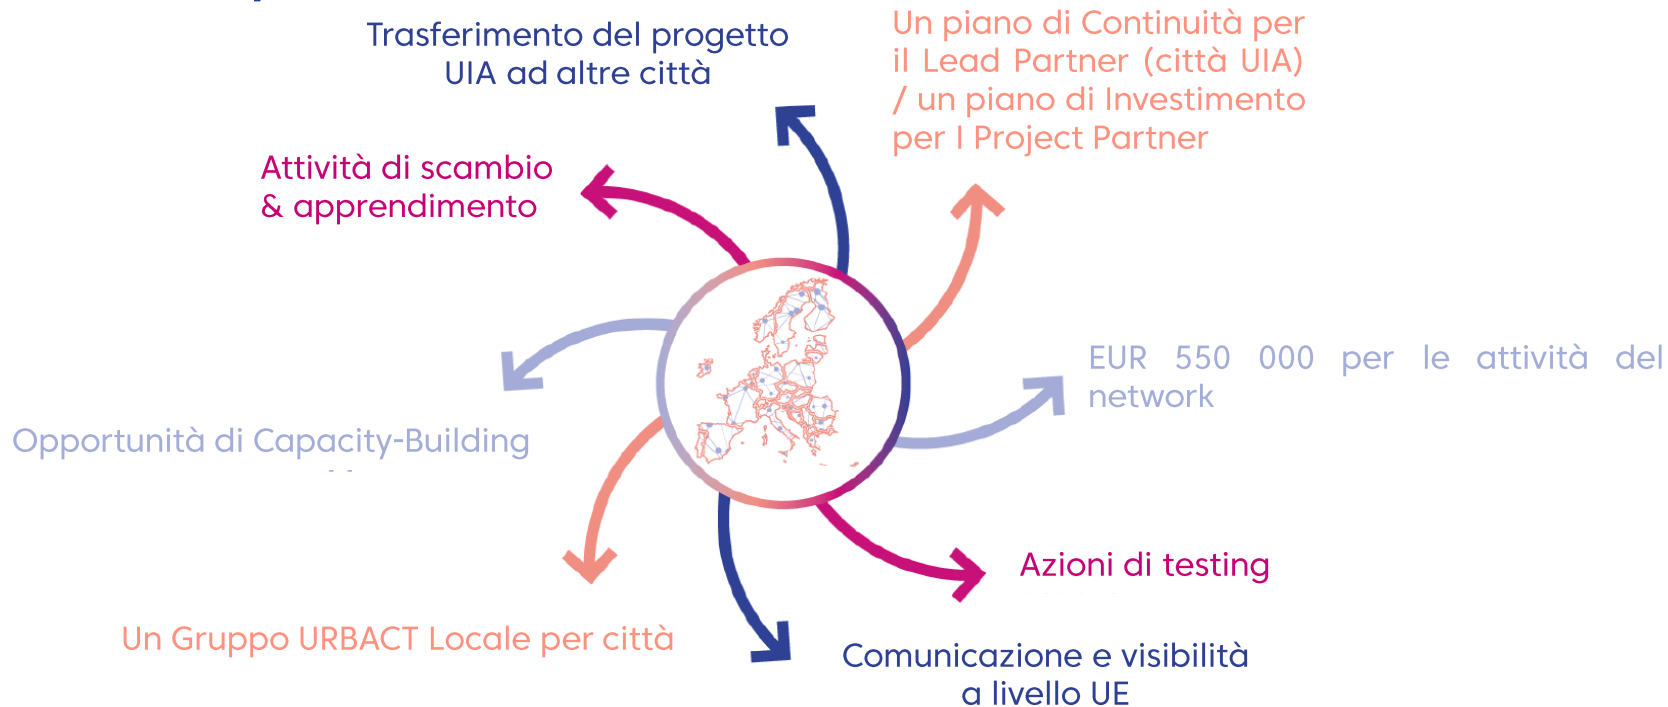 Trasferimento del progetto
UIA ad altre città
Un piano di Continuità per
il Lead Partner (città UIA)
/ un piano di Investimento
per I Project Partner
Attività di scambio
& apprendimento
EUR 550 000 per le attività del
network
Opportunità di Capacity-Building
Azioni di testing
Un Gruppo URBACT Locale per città
Comunicazione e visibilità
a livello UE